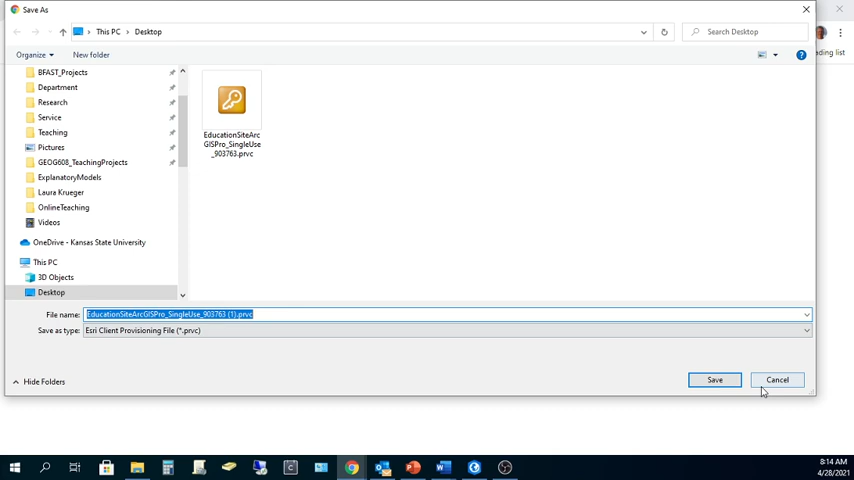 Save As
This PC
Desktop
Search Desktop
Organize
New folder
ading list
BFAST_Projects
Department
Research
Service
Teaching
Pictures
GEOG608_TeachingProjects
ExplanatoryModels
Laura Krueger
OnlineTeaching
Videos
OneDrive - Kansas State University
This PC
3D Objects
Desktop
EducationSiteArc
GISPro_SingleUse
_903763.prvc
File name:
EducationSiteArcGISPro_SingleUse_903763 (1).prvc
Save as type:
Esri Client Provisioning File (*.prvc)
Hide Folders
Save
Cancel
8:14 AM
4/28/2021